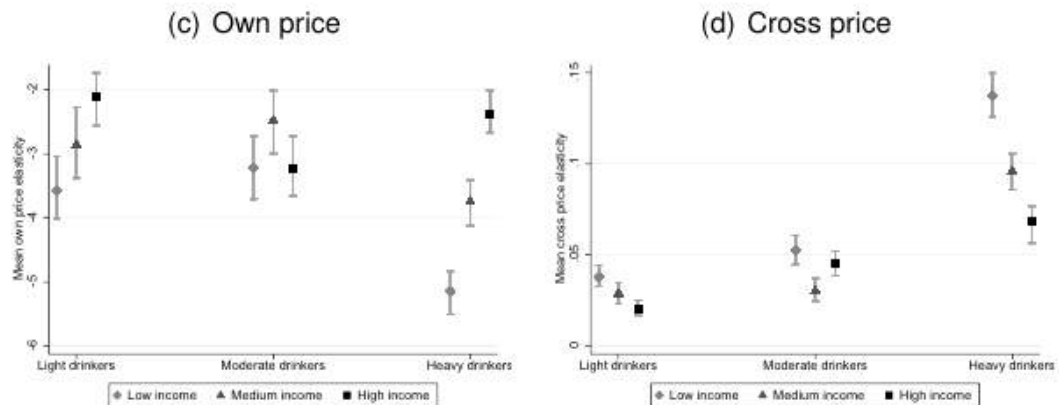 (c) Own price
Mean own price elasticity
-2
-3
-4
-5
-6
Light drinkers Moderate drinkers Heavy drinkers
Low income Medium income High income
(d) Cross price
Mean cross price elasticity
.15
.1
.05
0
Light drinkers Moderate drinkers Heavy drinkers
Low income Medium income High income